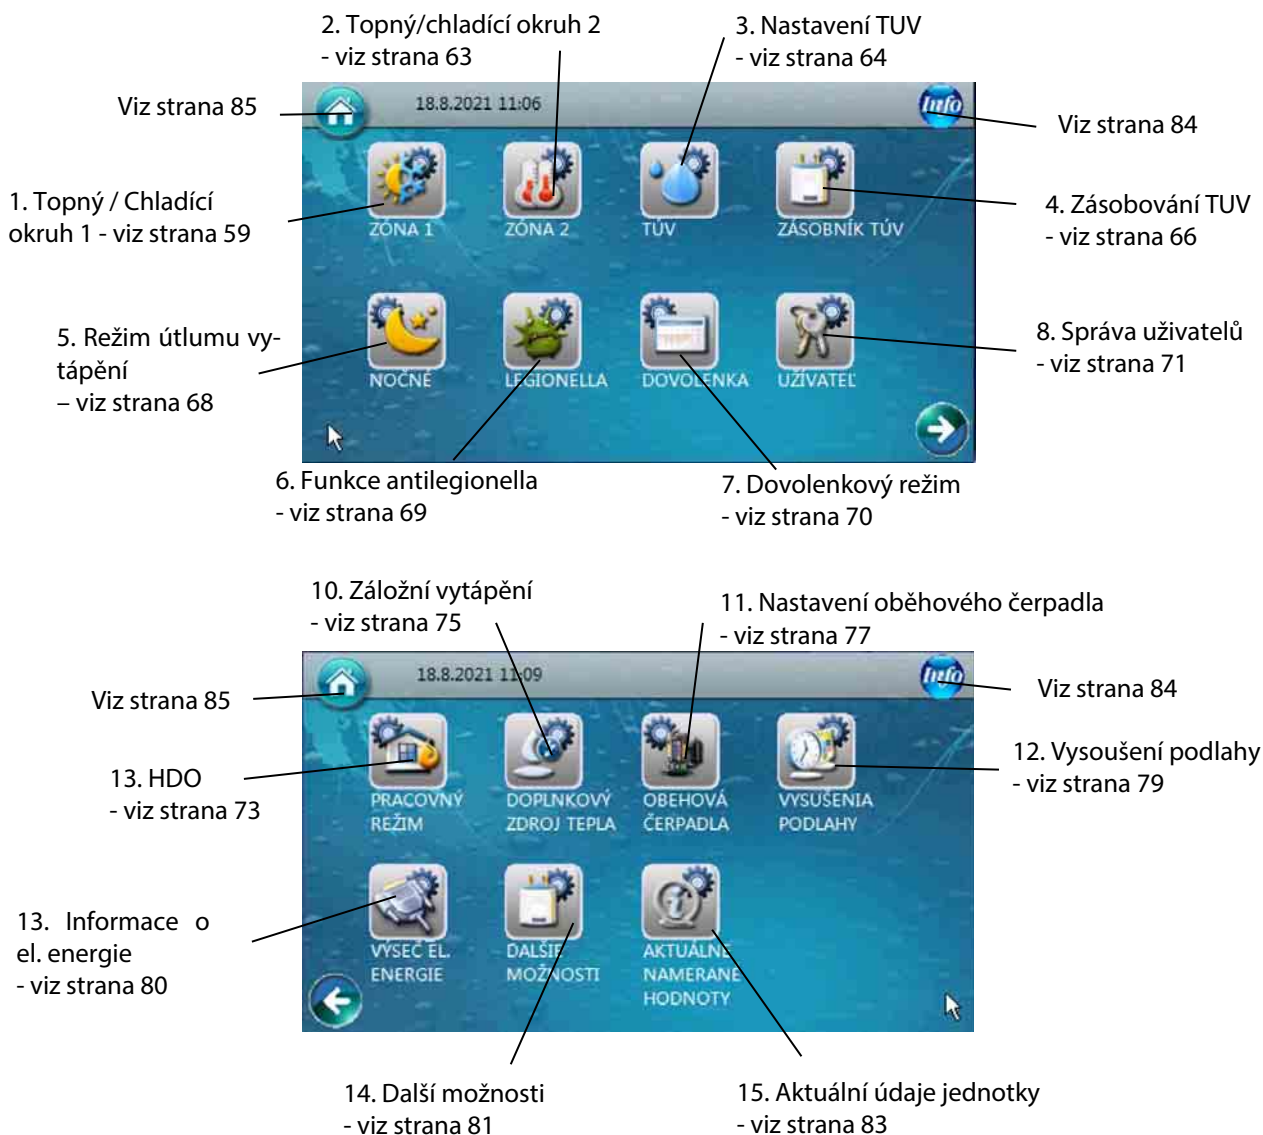 2. Topný/chladící okruh 2
- viz strana 63
3. Nastavení TUV
- viz strana 64
Viz strana 85
18.8.2021 11:06
Info
Viz strana 84
1. Topný / Chladící
okruh 1 - viz strana 59
ZÓNA 1
ZÓNA 2
TÚV
ZÁSOBNÍK TÚV
4. Zásobování TUV
- viz strana 66
5. Režim útlumu vy-
tápění
– viz strana 68
NOČNÉ
LEGIONELLA
DOVOLENKA
UŽÍVATEĽ
8. Správa uživatelů
- viz strana 71
6. Funkce antilegionella
- viz strana 69
7. Dovolenkový režim
- viz strana 70
10. Záložní vytápění
- viz strana 75
11. Nastavení oběhového čerpadla
- viz strana 77
Viz strana 85
18.8.2021 11:09
Info
Viz strana 84
13. HDO
- viz strana 73
PRACOVNÝ
REŽIM
DOPLNKOVÝ
ZDROJ TEPLA
OBEHOVÁ
ČERPADLA
VYSUŠENIA
PODLAHY
12. Vysoušení podlahy
- viz strana 79
13. Informace o
el. energie
- viz strana 80
VÝSEČ EL.
ENERGIE
ĎALŠIE
MOŽNOSTI
AKTUÁLNE
NAMERANÉ
HODNOTY
14. Další možnosti
- viz strana 81
15. Aktuální údaje jednotky
- viz strana 83